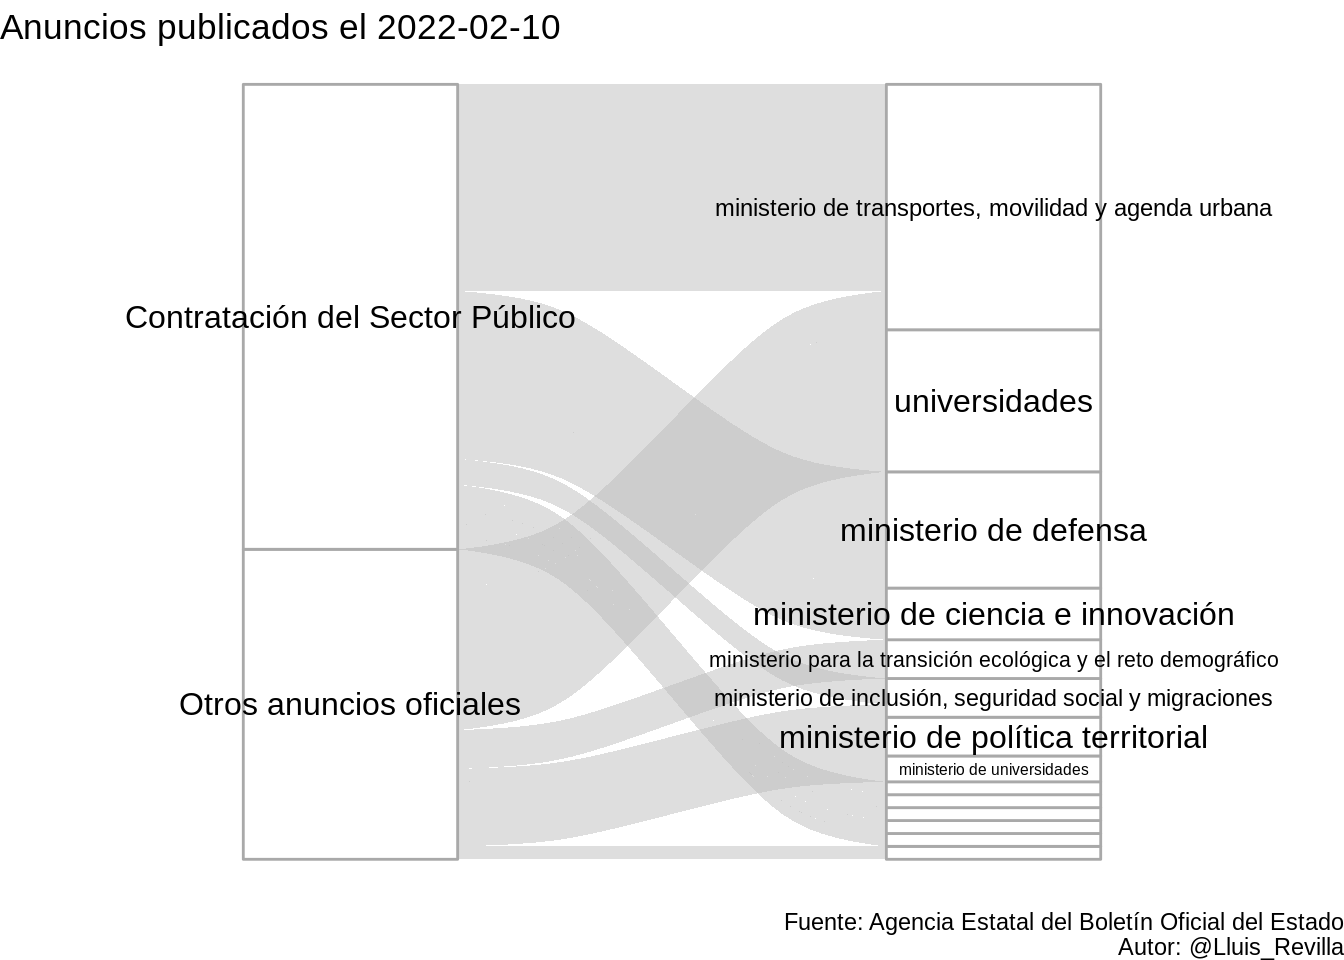 Anuncios publicados el 2022-02-10
ministerio de transportes, movilidad y agenda urbana
Contratación del Sector Público
universidades
ministerio de defensa
ministerio de ciencia e innovación
ministerio para la transición ecológica y el reto demográfico
ministerio de inclusión, seguridad social y migraciones
Otros anuncios oficiales
ministerio de política territorial
ministerio de universidades
Fuente: Agencia Estatal del Boletín Oficial del Estado
Autor: @Lluis_Revilla